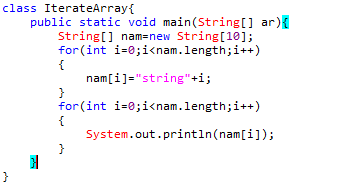 class IterateArray{
    public static void main(String[] ar){
        String[] nam=new String[10];
        for(int i=0;i<nam.length;i++)
        {
            nam[i]="string"+i;
        }
        for(int i=0;i<nam.length;i++)
        {
            System.out.println(nam[i]);
        }
    }
}